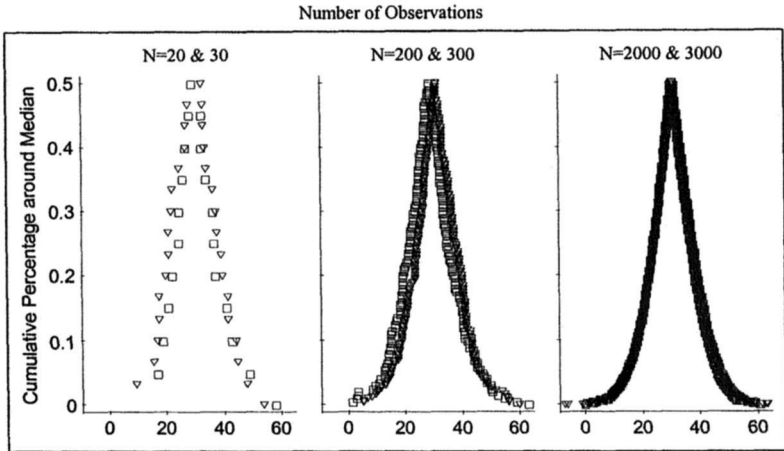 Number of Observations
N=20 & 30
N=200 & 300
N=2000 & 3000
Cumulative Percentage around Median
0.5
0.4
0.3
0.2
0.1
0
0 20 40 60
0 20 40 60
0 20 40 60